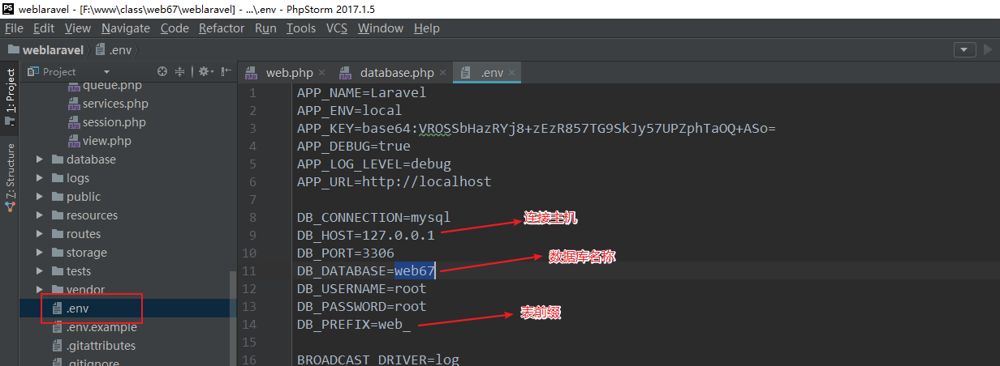 PS weblaravel - [F:\www\class\web67\weblaravel] - ...\.env - PhpStorm 2017.1.5
File Edit View Navigate Code Refactor Run Tools VCS Window Help
weblaravel .env
1: Project
7: Structure
Project
queue.php
services.php
session.php
view.php
database
logs
public
resources
routes
storage
tests
vendor
.env
.env.example
.gitattributes
.gitignore
web.php × database.php × .env ×
1 APP_NAME=Laravel
2 APP_ENV=local
3 APP_KEY=base64:VROSSbHazRYj8+zEzR857TG9SkJy57UPZphTaOQ+ASo=
4 APP_DEBUG=true
5 APP_LOG_LEVEL=debug
6 APP_URL=http://localhost
7
8 DB_CONNECTION=mysql
9 DB_HOST=127.0.0.1 连接主机
10 DB_PORT=3306
11 DB_DATABASE=web67 数据库名称
12 DB_USERNAME=root
13 DB_PASSWORD=root
14 DB_PREFIX=web_ 表前缀
15
16 BROADCAST_DRIVER=log